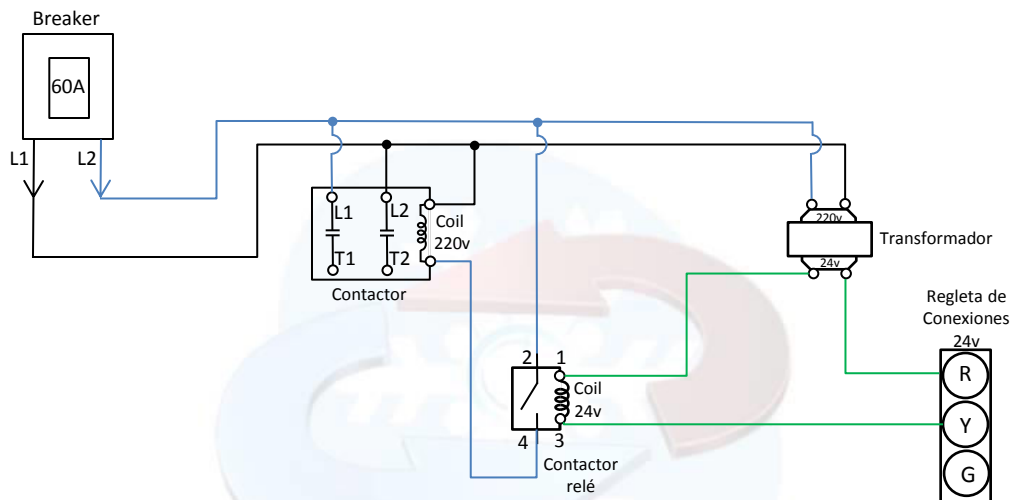 Breaker
60A
L1
L2
L1
L2
Coil
220v
T1
T2
Contactor
220v
Transformador
24v
Regleta de
Conexiones
24v
R
Y
G
2
1
Coil
24v
4
3
Contactor
relé